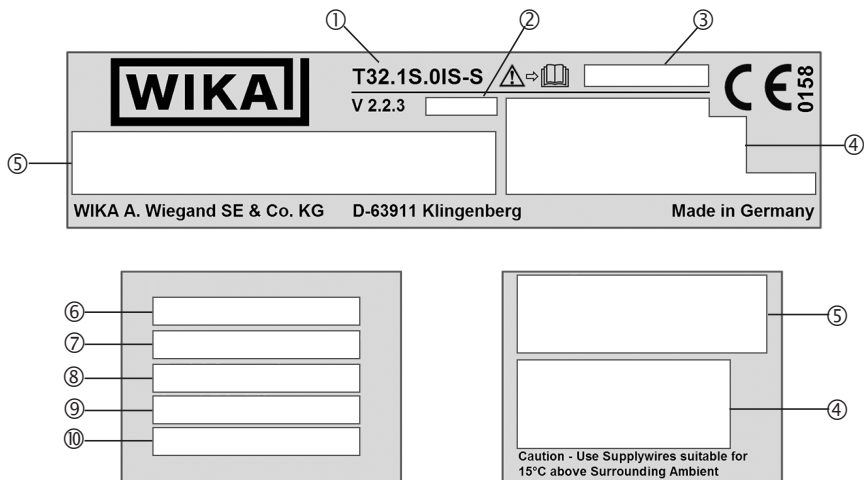 ① ② ③
WIKA T32.1S.0IS-S CE 0158
V 2.2.3
④
⑤
WIKA A. Wiegand SE & Co. KG D-63911 Klingenberg Made in Germany
⑥
⑦
⑧
⑨
⑩
⑤
④
Caution - Use Supplywires suitable for
15°C above Surrounding Ambient